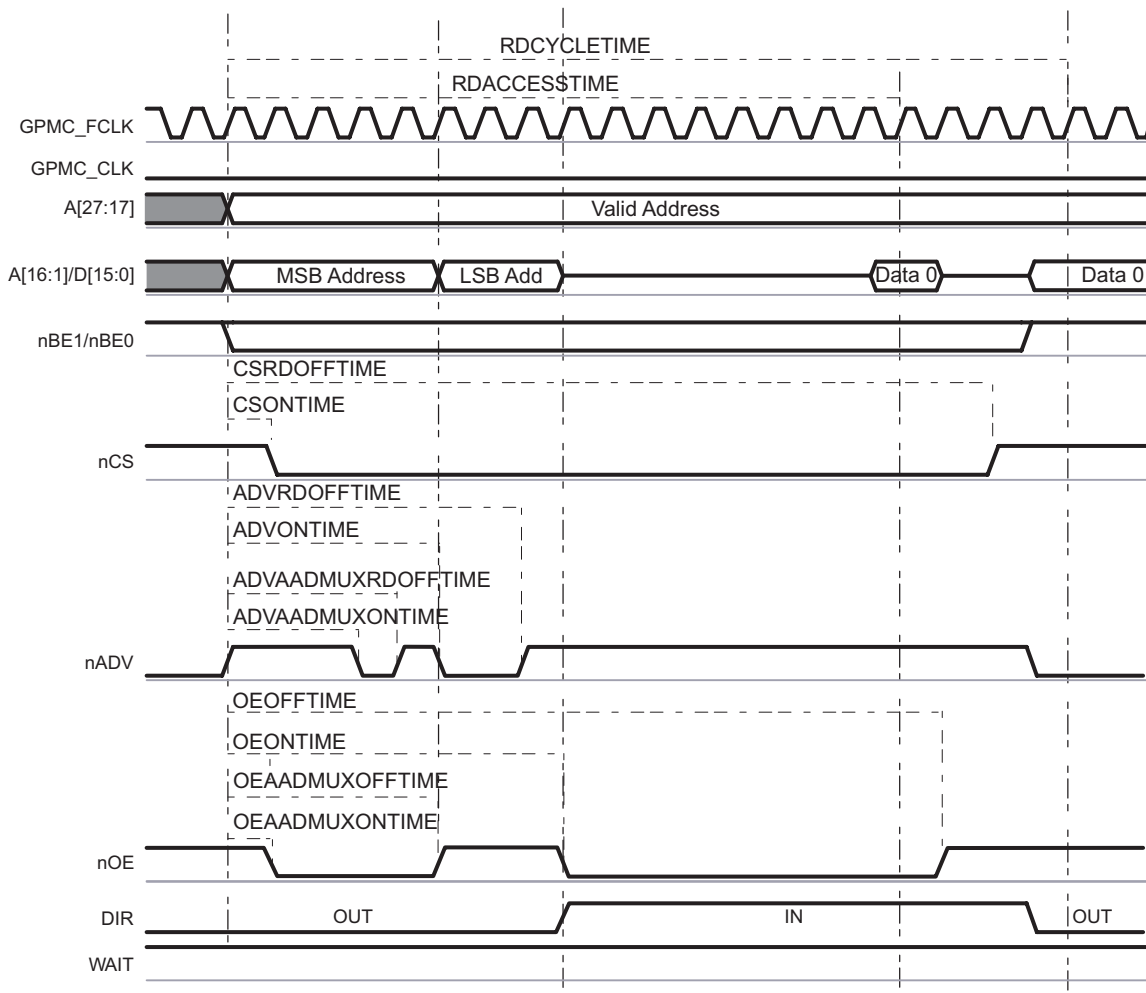 RDCYCLETIME
RDACCESSTIME
GPMC_FCLK
GPMC_CLK
A[27:17]
Valid Address
A[16:1]/D[15:0]
MSB Address
LSB Add
Data 0
Data 0
nBE1/nBE0
CSRDOFFTIME
CSONTIME
nCS
ADVRDOFFTIME
ADVONTIME
ADVAADMUXRDOFFTIME
ADVAADMUXONTIME
nADV
OEOFFTIME
OEONTIME
OEAADMUXOFFTIME
OEAADMUXONTIME
nOE
DIR
OUT
IN
OUT
WAIT